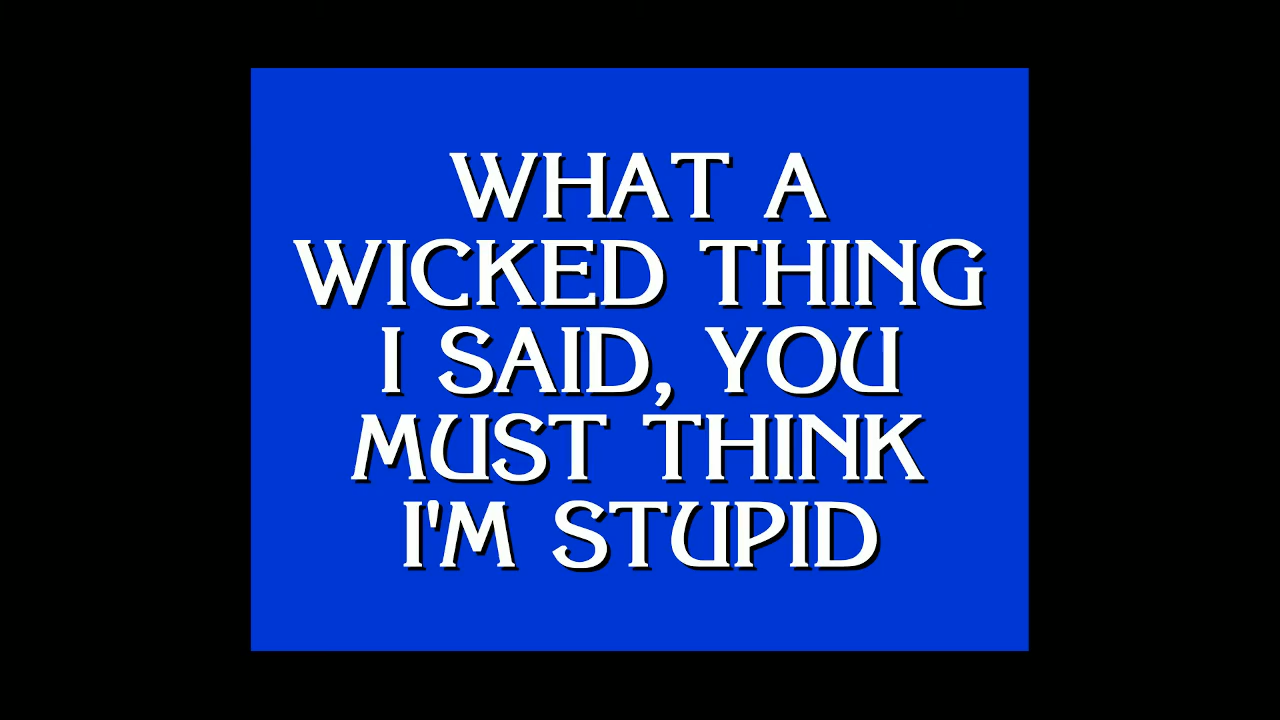 WHAT A
WICKED THING
I SAID, YOU
MUST THINK
I'M STUPID